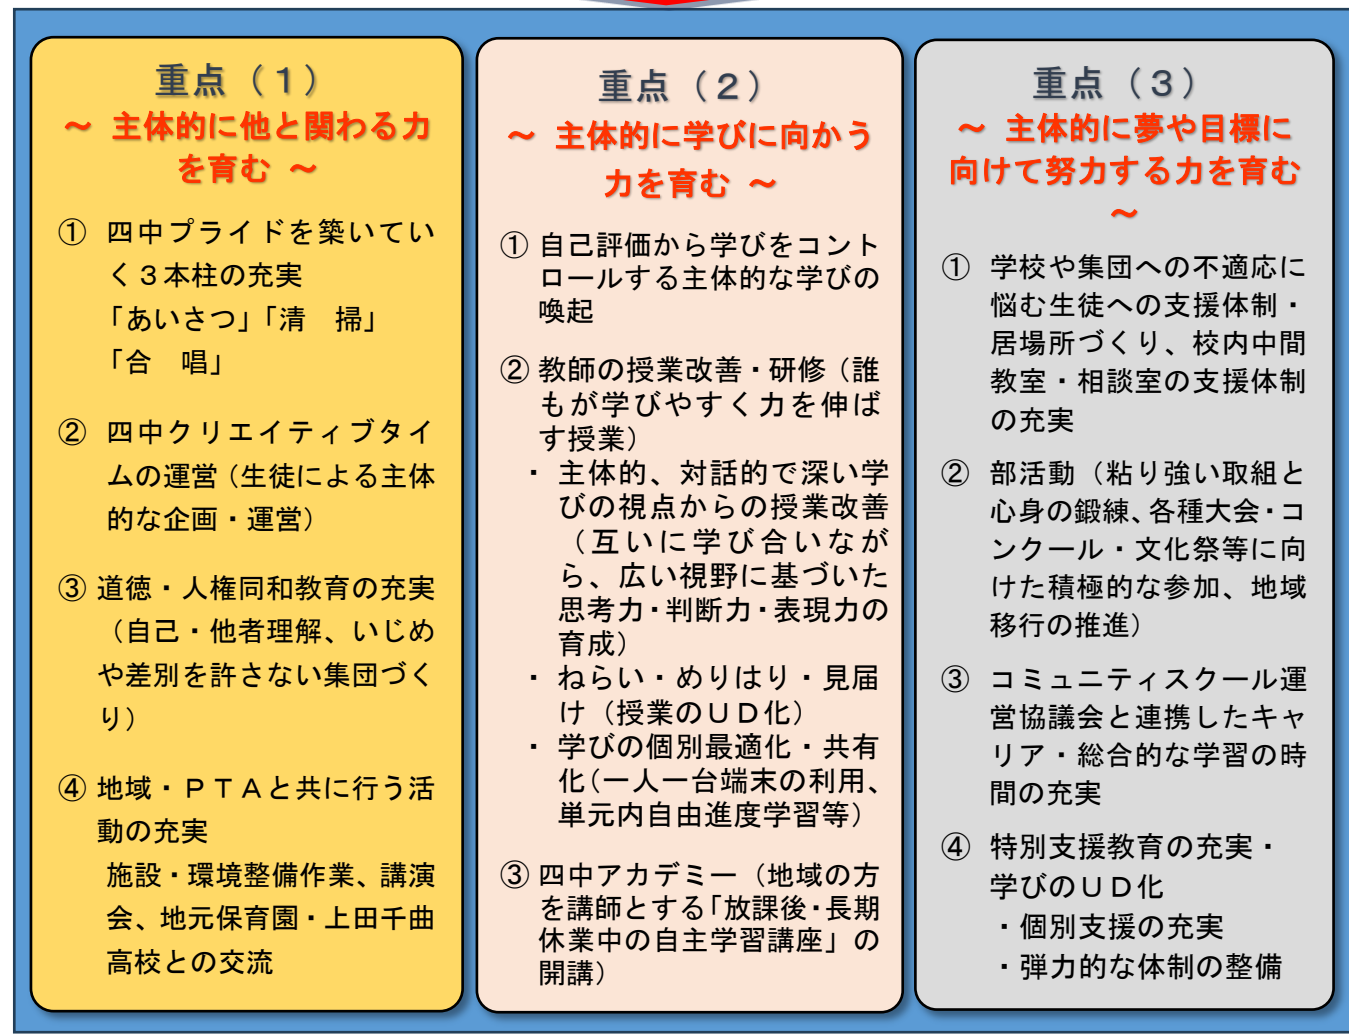 重点（１）
～ 主体的に他と関わる力
を育む ～
① 四中プライドを築いてい
く３本柱の充実
「あいさつ」「清　掃」
「合　唱」
② 四中クリエイティブタイ
ムの運営（生徒による主体
的な企画・運営）
③ 道徳・人権同和教育の充実
（自己・他者理解、いじめ
や差別を許さない集団づく
り）
④ 地域・ＰＴＡと共に行う活
動の充実
施設・環境整備作業、講演
会、地元保育園・上田千曲
高校との交流
重点（２）
～ 主体的に学びに向かう
力を育む ～
① 自己評価から学びをコント
ロールする主体的な学びの
喚起
② 教師の授業改善・研修（誰
もが学びやすく力を伸ば
す授業）
・ 主体的、対話的で深い学
びの視点からの授業改善
（互いに学び合いなが
ら、広い視野に基づいた
思考力・判断力・表現力の
育成）
・ ねらい・めりはり・見届
け（授業のＵＤ化）
・ 学びの個別最適化・共有
化（一人一台端末の利用、
単元内自由進度学習等）
③ 四中アカデミー（地域の方
を講師とする「放課後・長期
休業中の自主学習講座」の
開講）
重点（３）
～ 主体的に夢や目標に
向けて努力する力を育む
～
① 学校や集団への不適応に
悩む生徒への支援体制・
居場所づくり、校内中間
教室・相談室の支援体制
の充実
② 部活動（粘り強い取組と
心身の鍛練、各種大会・コ
ンクール・文化祭等に向
けた積極的な参加、地域
移行の推進）
③ コミュニティスクール運
営協議会と連携したキャ
リア・総合的な学習の時
間の充実
④ 特別支援教育の充実・
学びのＵＤ化
・個別支援の充実
・弾力的な体制の整備